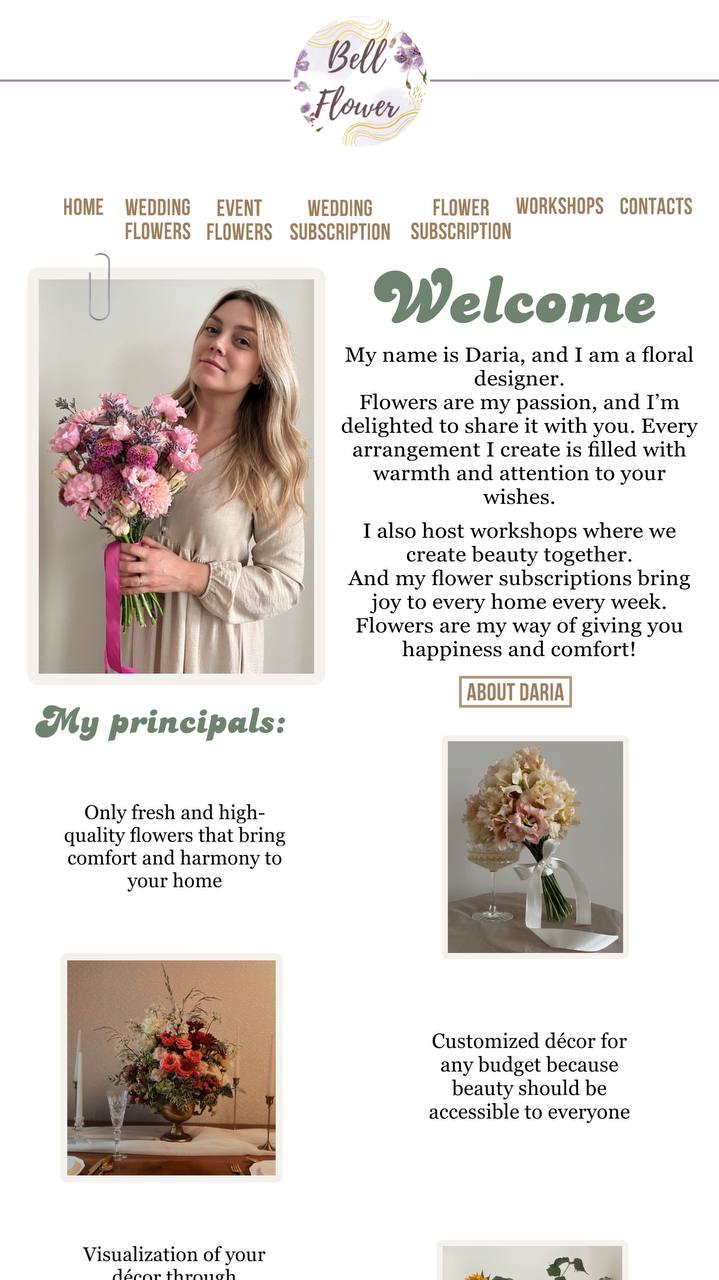 Bell
Flower
HOME
WEDDING
FLOWERS
EVENT
FLOWERS
WEDDING
SUBSCRIPTION
FLOWER
SUBSCRIPTION
WORKSHOPS
CONTACTS
Welcome
My name is Daria, and I am a floral
designer.
Flowers are my passion, and I’m
delighted to share it with you. Every
arrangement I create is filled with
warmth and attention to your
wishes.
I also host workshops where we
create beauty together.
And my flower subscriptions bring
joy to every home every week.
Flowers are my way of giving you
happiness and comfort!
ABOUT DARIA
My principals:
Only fresh and high-
quality flowers that bring
comfort and harmony to
your home
Customized décor for
any budget because
beauty should be
accessible to everyone
Visualization of your
décor through